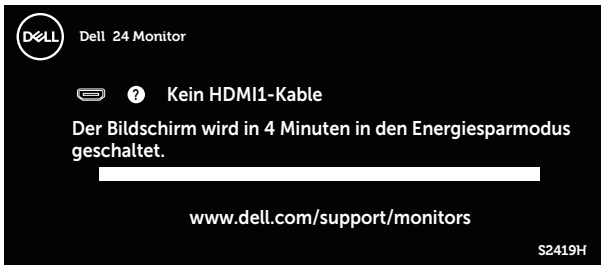 DELL
Dell 24 Monitor
? Kein HDMI1-Kable
Der Bildschirm wird in 4 Minuten in den Energiesparmodus
geschaltet.
www.dell.com/support/monitors
S2419H